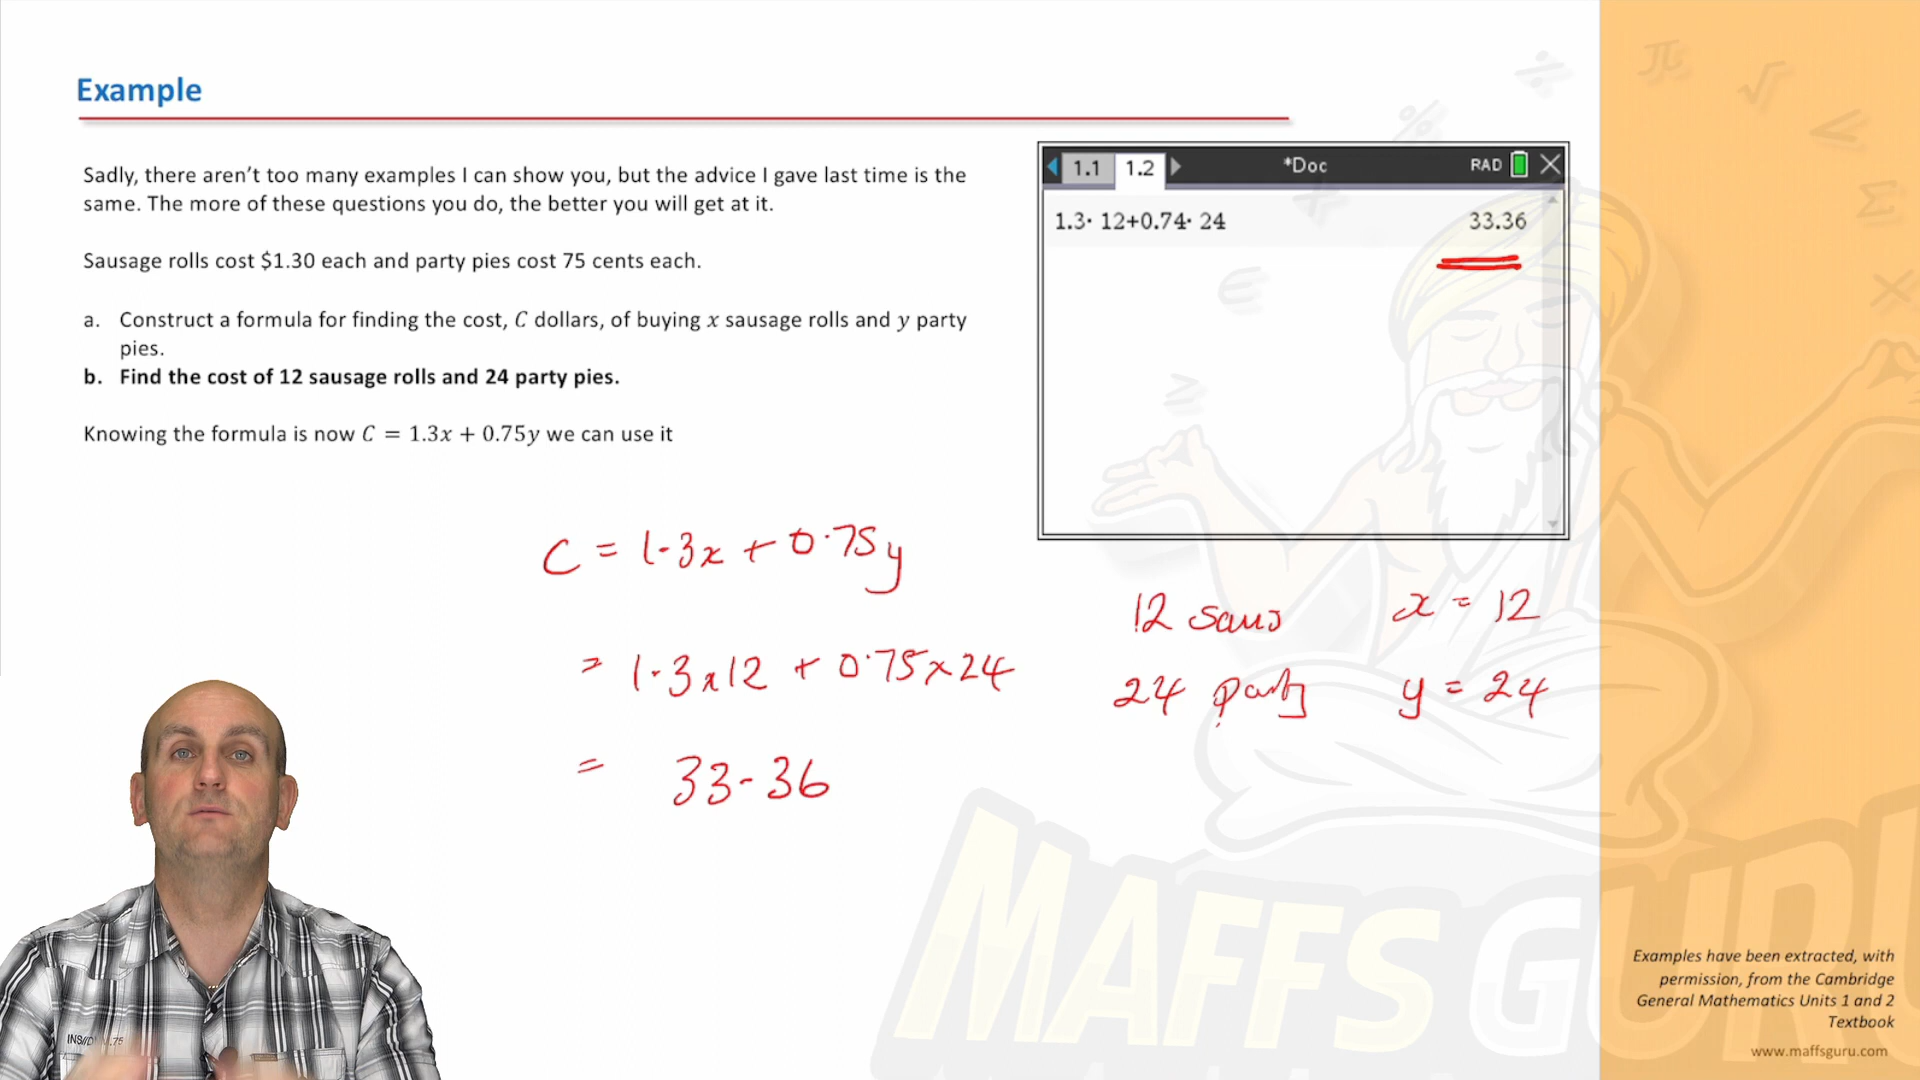 Example
Sadly, there aren't too many examples I can show you, but the advice I gave last time is the
same. The more of these questions you do, the better you will get at it.
Sausage rolls cost $1.30 each and party pies cost 75 cents each.
a. Construct a formula for finding the cost, C dollars, of buying x sausage rolls and y party
pies.
b. Find the cost of 12 sausage rolls and 24 party pies.
Knowing the formula is now C = 1.3x + 0.75y we can use it
1.1 1.2 *Doc RAD
1.3· 12+0.74· 24 33.36
C = 1.3x + 0.75y
= 1.3x12 + 0.75x24
= 33.36
12 saus x = 12
24 party y = 24
MAFFS GURU
Examples have been extracted, with
permission, from the Cambridge
General Mathematics Units 1 and 2
Textbook
www.maffsguru.com